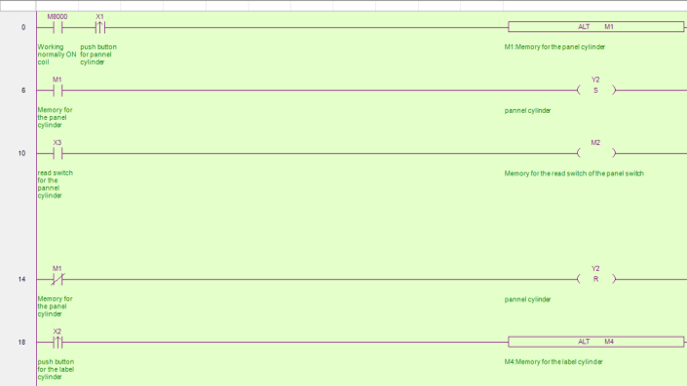 M8000 X1
0 ALT M1
Working push button
normally ON for pannel
coil cylinder
M1:Memory for the panel cylinder
M1 Y2
6 S
Memory for
the panel
cylinder
pannel cylinder
X3 M2
10
read switch
for the
pannel
cylinder
Memory for the read switch of the panel switch
M1 Y2
14 R
Memory for
the panel
cylinder
pannel cylinder
X2
18 ALT M4
push button
for the label
cylinder
M4:Memory for the label cylinder